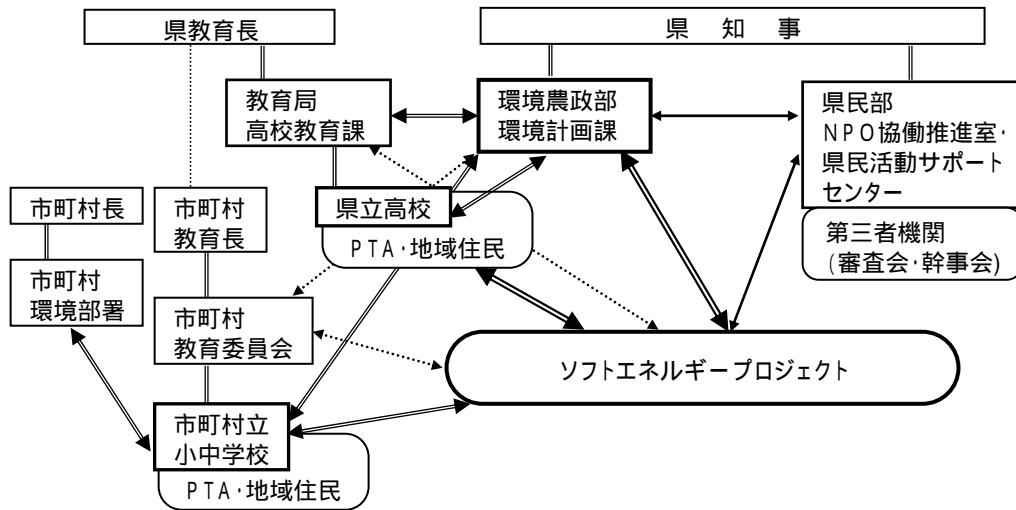 県教育長
県 知 事
教育局
高校教育課
環境農政部
環境計画課
県民部
NPO協働推進室・
県民活動サポート
センター
第三者機関
(審査会・幹事会)
市町村長
市町村
教育長
県立高校
PTA・地域住民
市町村
環境部署
市町村
教育委員会
ソフトエネルギープロジェクト
市町村立
小中学校
PTA・地域住民